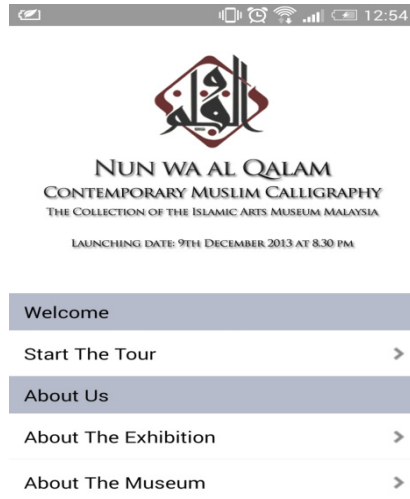 12:54
NUN WA AL QALAM
CONTEMPORARY MUSLIM CALLIGRAPHY
THE COLLECTION OF THE ISLAMIC ARTS MUSEUM MALAYSIA
LAUNCHING DATE: 9TH DECEMBER 2013 AT 8.30 PM
Welcome
Start The Tour
About Us
About The Exhibition
About The Museum